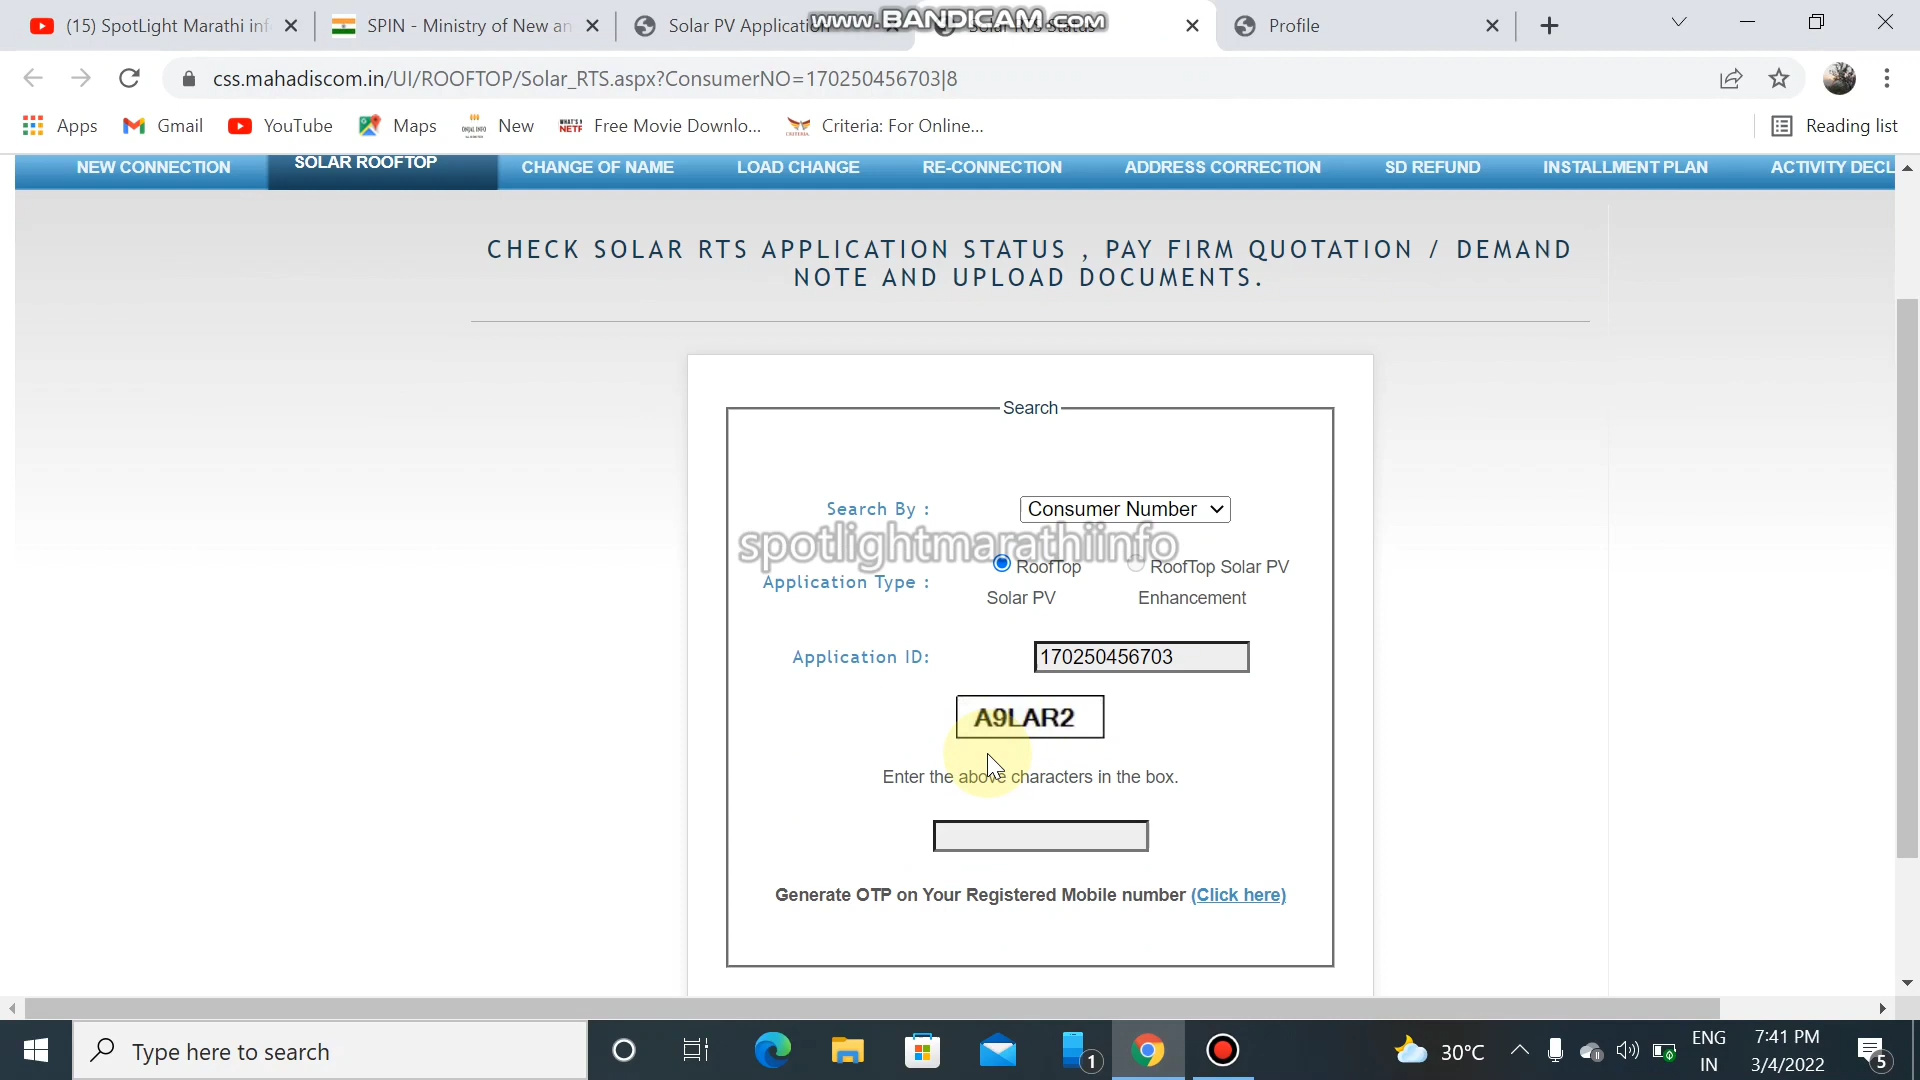 (15) SpotLight Marathi inf
SPIN - Ministry of New an
Solar PV Application
Solar RTS Status
Profile
www.BANDICAM.com
css.mahadiscom.in/UI/ROOFTOP/Solar_RTS.aspx?ConsumerNO=170250456703|8
Apps
Gmail
YouTube
Maps
New
Free Movie Downlo...
Criteria: For Online...
Reading list
NEW CONNECTION
SOLAR ROOFTOP
CHANGE OF NAME
LOAD CHANGE
RE-CONNECTION
ADDRESS CORRECTION
SD REFUND
INSTALLMENT PLAN
ACTIVITY DECL
CHECK SOLAR RTS APPLICATION STATUS , PAY FIRM QUOTATION / DEMAND
NOTE AND UPLOAD DOCUMENTS.
Search
Search By :
Consumer Number
spotlightmarathiinfo
Application Type :
RoofTop
Solar PV
RoofTop Solar PV
Enhancement
Application ID:
170250456703
A9LAR2
Enter the above characters in the box.
Generate OTP on Your Registered Mobile number (Click here)
Type here to search
1
30°C
ENG
IN
7:41 PM
3/4/2022
5